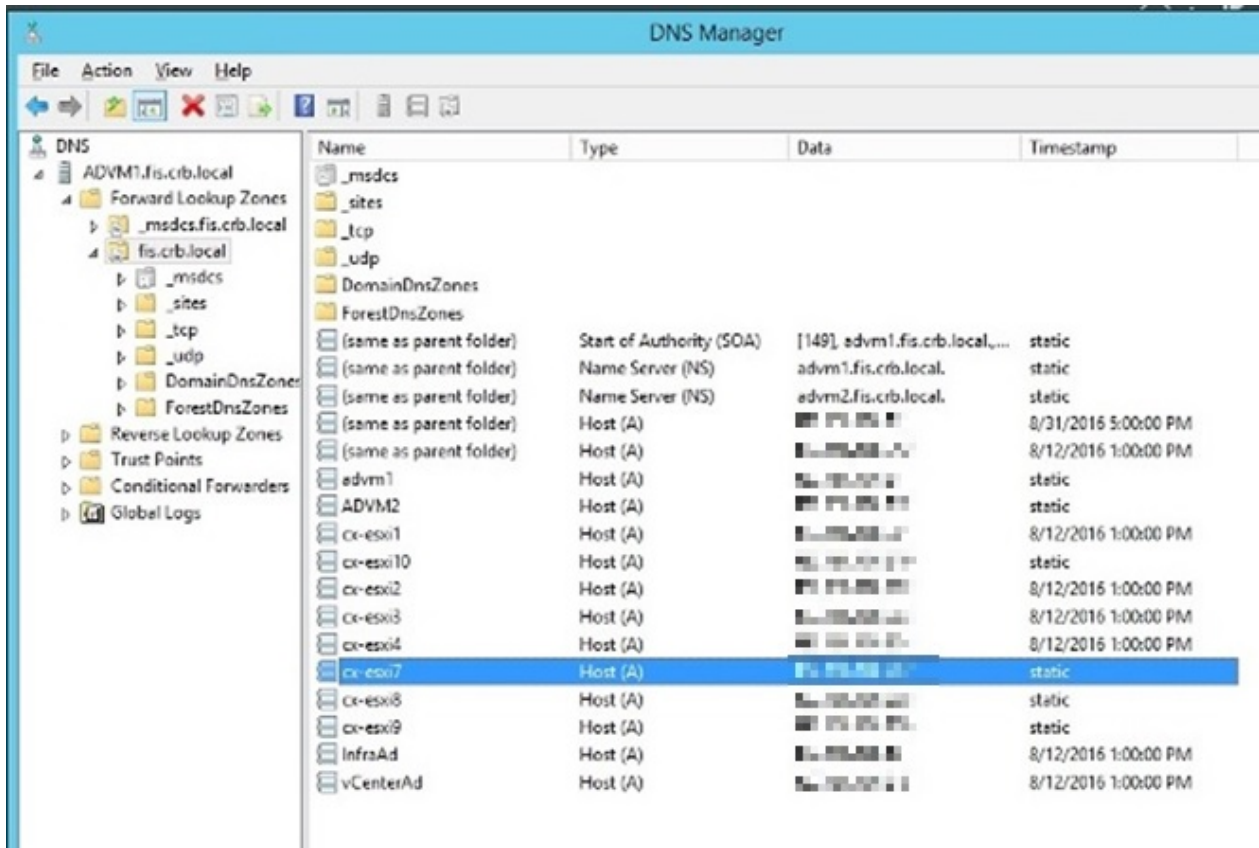 DNS Manager
File Action View Help
DNS
ADVM1.fis.crb.local
Forward Lookup Zones
_msdcs.fis.crb.local
fis.crb.local
_msdcs
_sites
_tcp
_udp
DomainDnsZones
ForestDnsZones
Reverse Lookup Zones
Trust Points
Conditional Forwarders
Global Logs
Name Type Data Timestamp
_msdcs
_sites
_tcp
_udp
DomainDnsZones
ForestDnsZones
(same as parent folder) Start of Authority (SOA) [149], advm1.fis.crb.local.,... static
(same as parent folder) Name Server (NS) advm1.fis.crb.local. static
(same as parent folder) Name Server (NS) advm2.fis.crb.local. static
(same as parent folder) Host (A) 8/31/2016 5:00:00 PM
(same as parent folder) Host (A) 8/12/2016 1:00:00 PM
advm1 Host (A) static
ADVM2 Host (A) static
cx-esxi1 Host (A) 8/12/2016 1:00:00 PM
cx-esxi10 Host (A) static
cx-esxi2 Host (A) 8/12/2016 1:00:00 PM
cx-esxi3 Host (A) 8/12/2016 1:00:00 PM
cx-esxi4 Host (A) 8/12/2016 1:00:00 PM
cx-esxi7 Host (A) static
cx-esxi8 Host (A) static
cx-esxi9 Host (A) static
InfraAd Host (A) 8/12/2016 1:00:00 PM
vCenterAd Host (A) 8/12/2016 1:00:00 PM